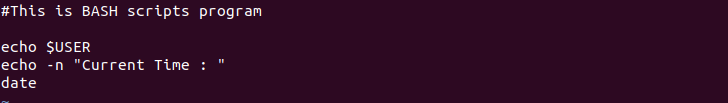 #This is BASH scripts program
echo $USER
echo -n "Current Time : "
date
~